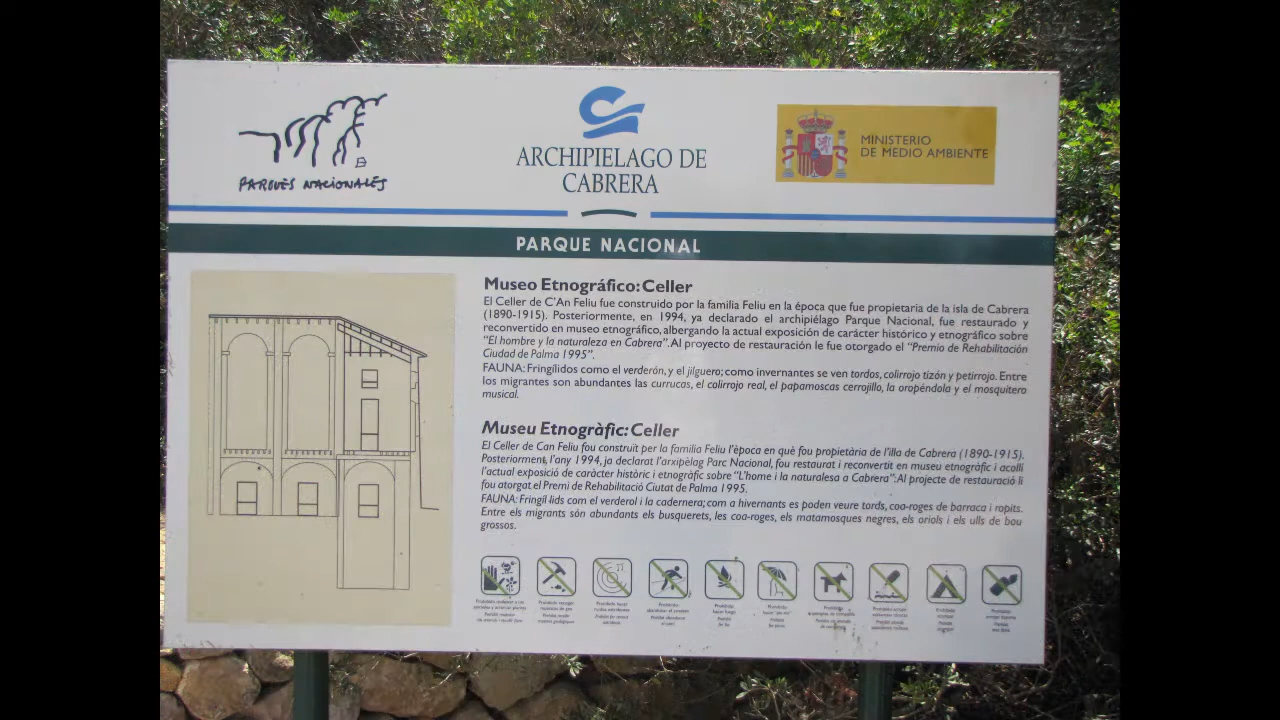 PARQUES NACIONALES
ARCHIPIELAGO DE
CABRERA
MINISTERIO
DE MEDIO AMBIENTE
PARQUE NACIONAL
Museo Etnográfico: Celler
El Celler de C'An Feliu fue construido por la familia Feliu en la época que fue propietaria de la isla de Cabrera
(1890-1915). Posteriormente, en 1994, ya declarado el archipiélago Parque Nacional, fue restaurado y
reconvertido en museo etnográfico, albergando la actual exposición de carácter histórico y etnográfico sobre
"El hombre y la naturaleza en Cabrera". Al proyecto de restauración le fue otorgado el "Premio de Rehabilitación
Ciudad de Palma 1995".
FAUNA: Fringílidos como el verderón, y el jilguero; como invernantes se ven tordos, colirrojo tizón y petirrojo. Entre
los migrantes son abundantes las currucas, el colirrojo real, el papamoscas cerrojillo, la oropéndola y el mosquitero
musical.
Museu Etnogràfic: Celler
El Celler de Can Feliu fou construït per la familia Feliu l'època en què fou propietària de l'illa de Cabrera (1890-1915).
Posteriorment, l'any 1994, ja declarat l'arxipèlag Parc Nacional, fou restaurat i reconvertit en museu etnogràfic i acollí
l'actual exposició de caràcter històric i etnogràfic sobre "L'home i la naturalesa a Cabrera". Al projecte de restauració li
fou atorgat el Premi de Rehabilitació Ciutat de Palma 1995.
FAUNA: Fringíl lids com el verderol i la cadernera; com a hivernants es poden veure tords, coa-roges de barraca i ropits.
Entre els migrants són abundants els busquerets, les coa-roges, els matamosques negres, els oriols i els ulls de bou
grossos.